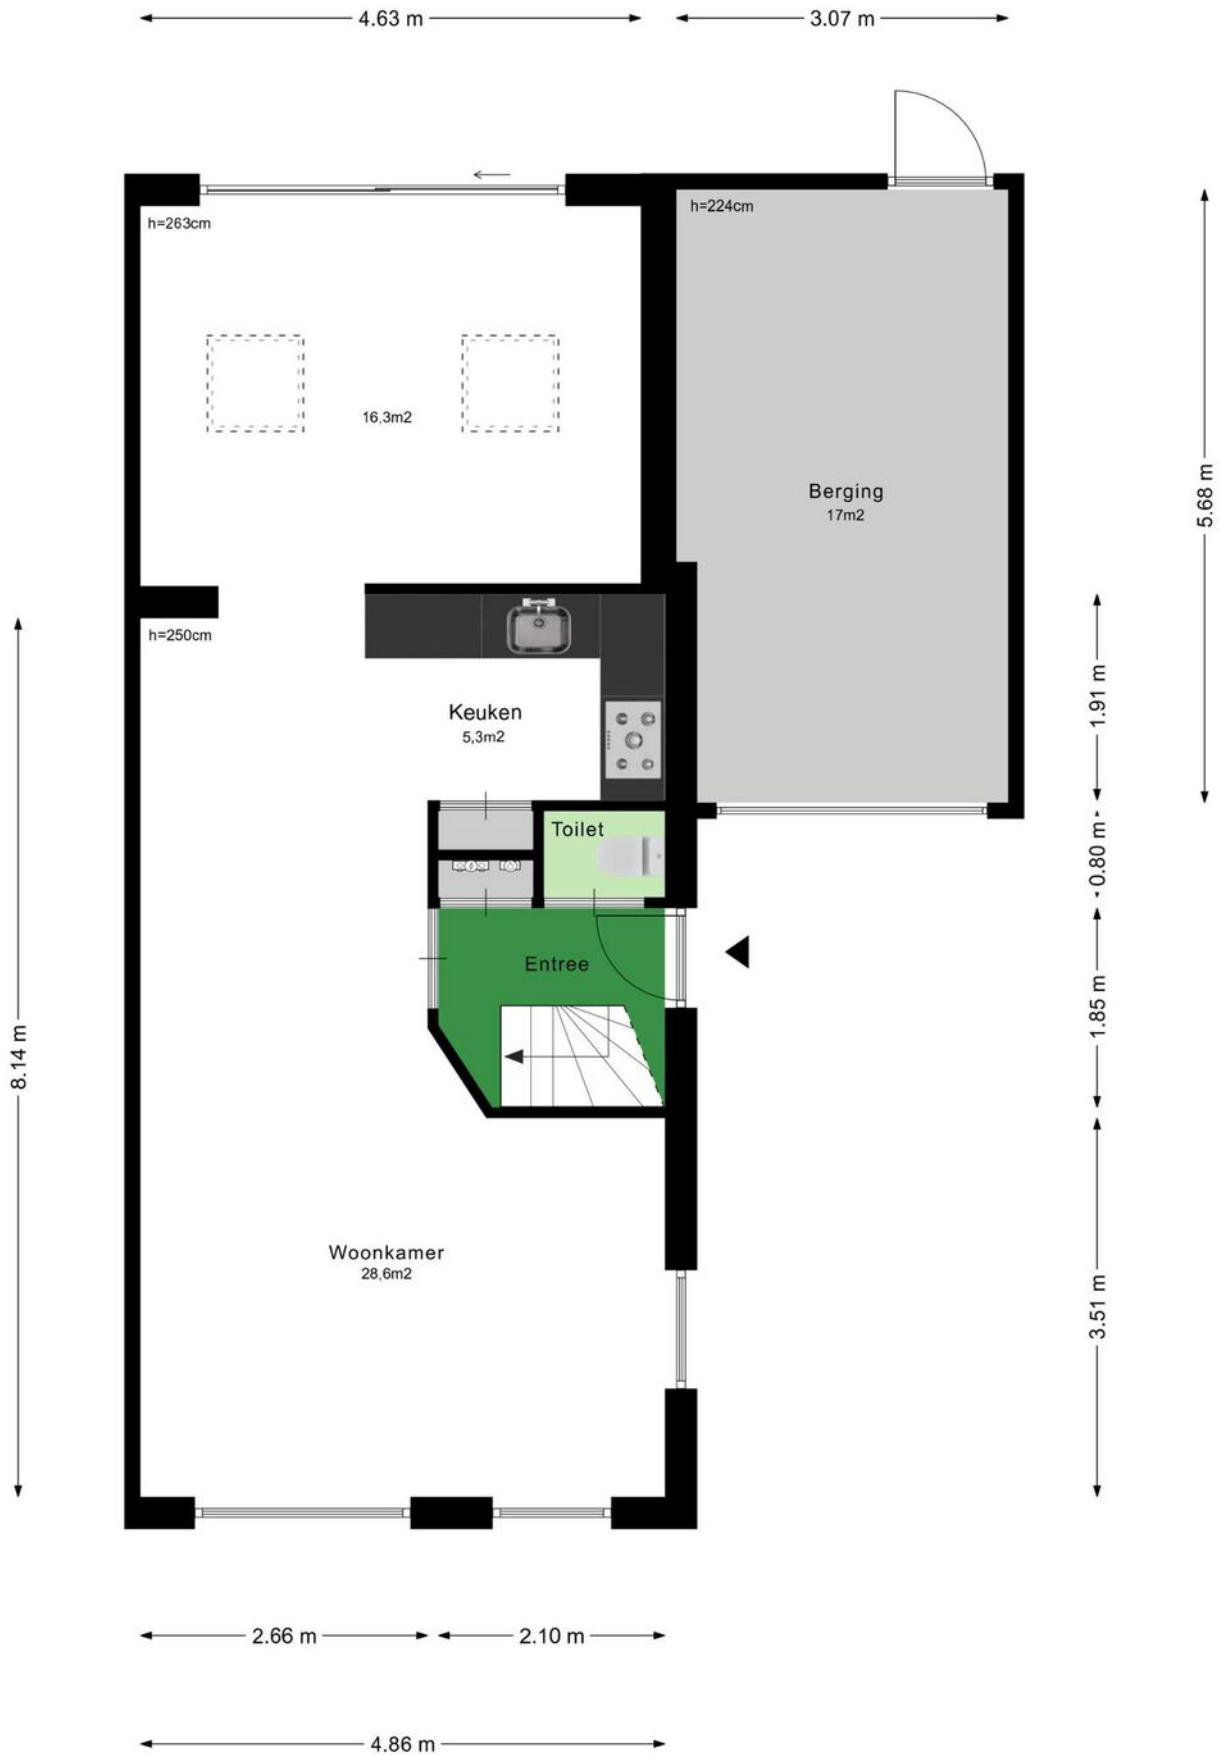 4.63 m
3.07 m
h=263cm
h=224cm
16,3m2
Berging
17m2
5.68 m
h=250cm
Keuken
5,3m2
1.91 m
Toilet
0.80 m
Entree
1.85 m
8.14 m
Woonkamer
28,6m2
3.51 m
2.66 m
2.10 m
4.86 m